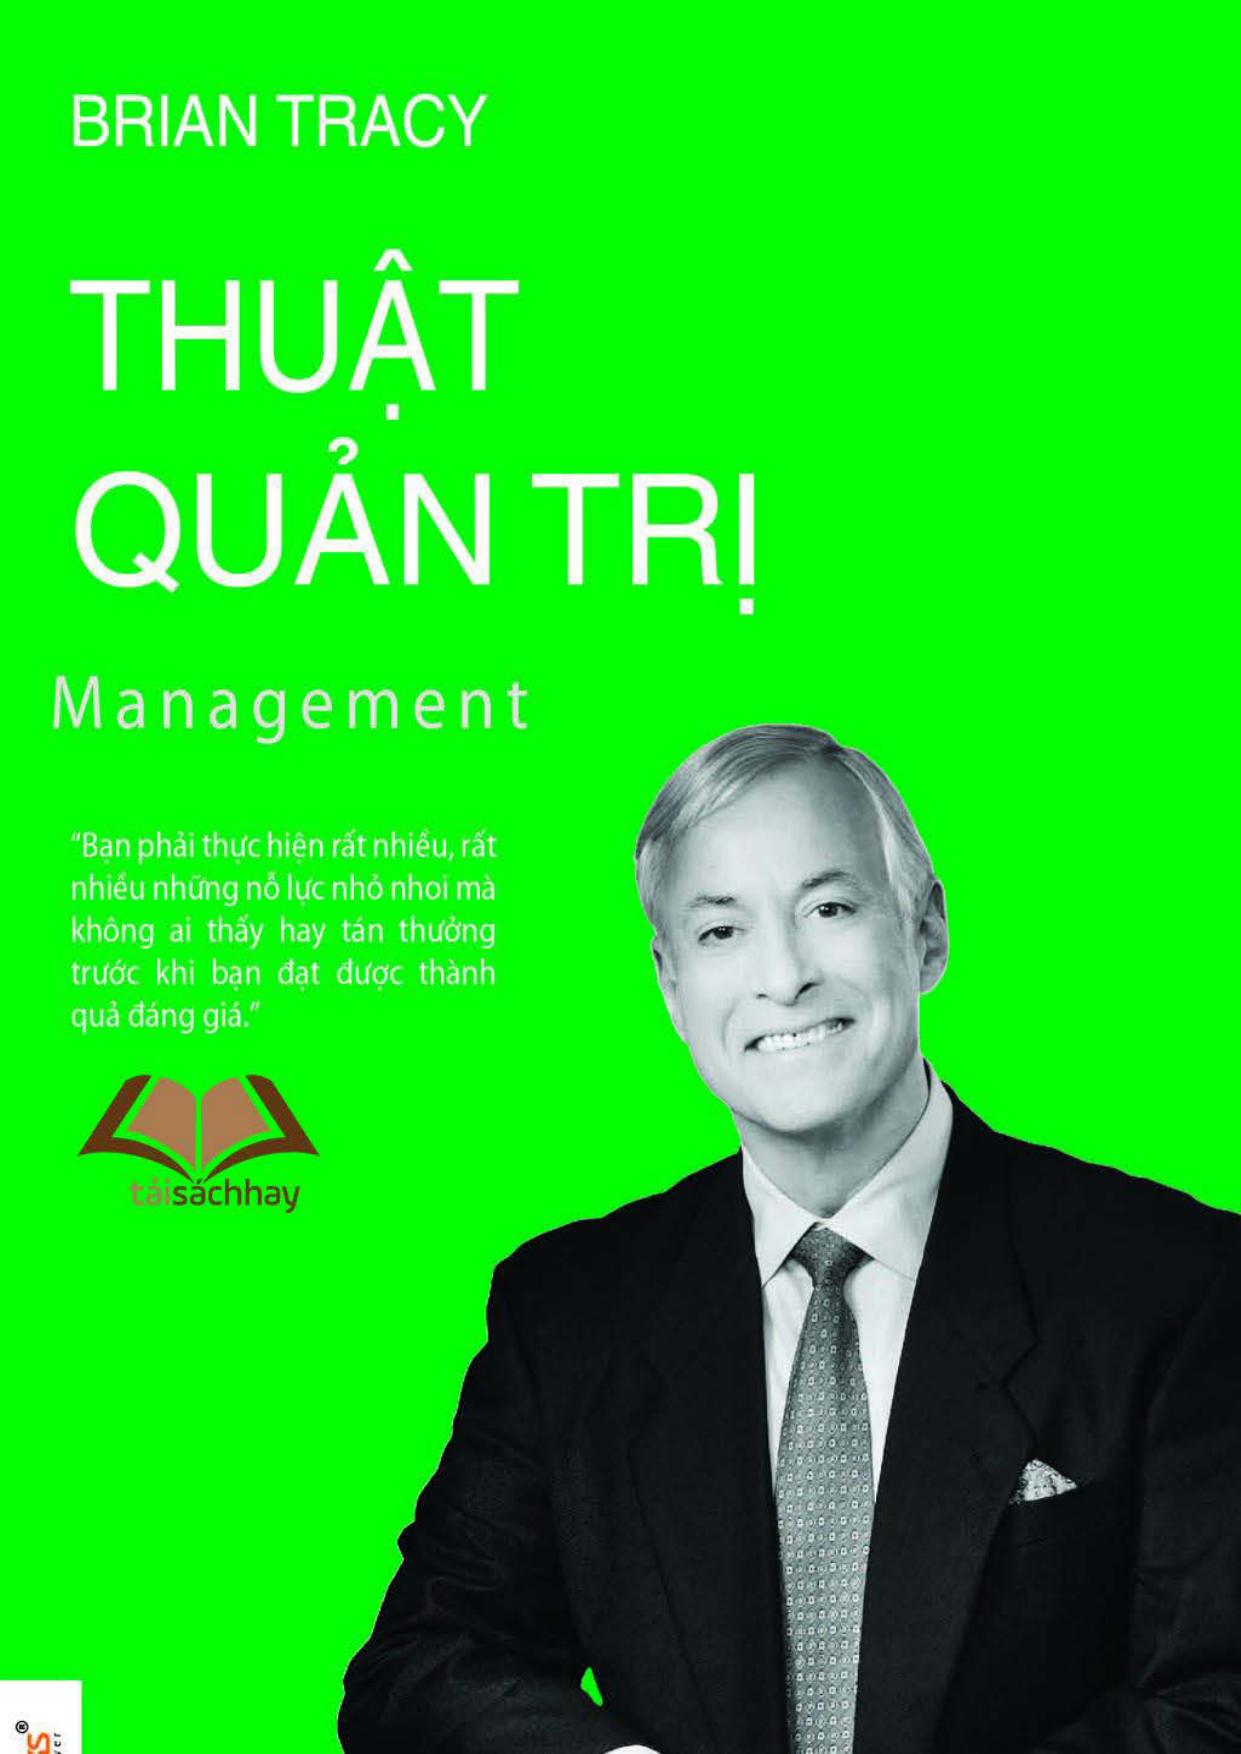 BRIAN TRACY
THUẬT
QUẢN TRỊ
Management
“Bạn phải thực hiện rất nhiều, rất
nhiều những nỗ lực nhỏ nhoi mà
không ai thấy hay tán thưởng
trước khi bạn đạt được thành
quả đáng giá.”
tảisáchhay